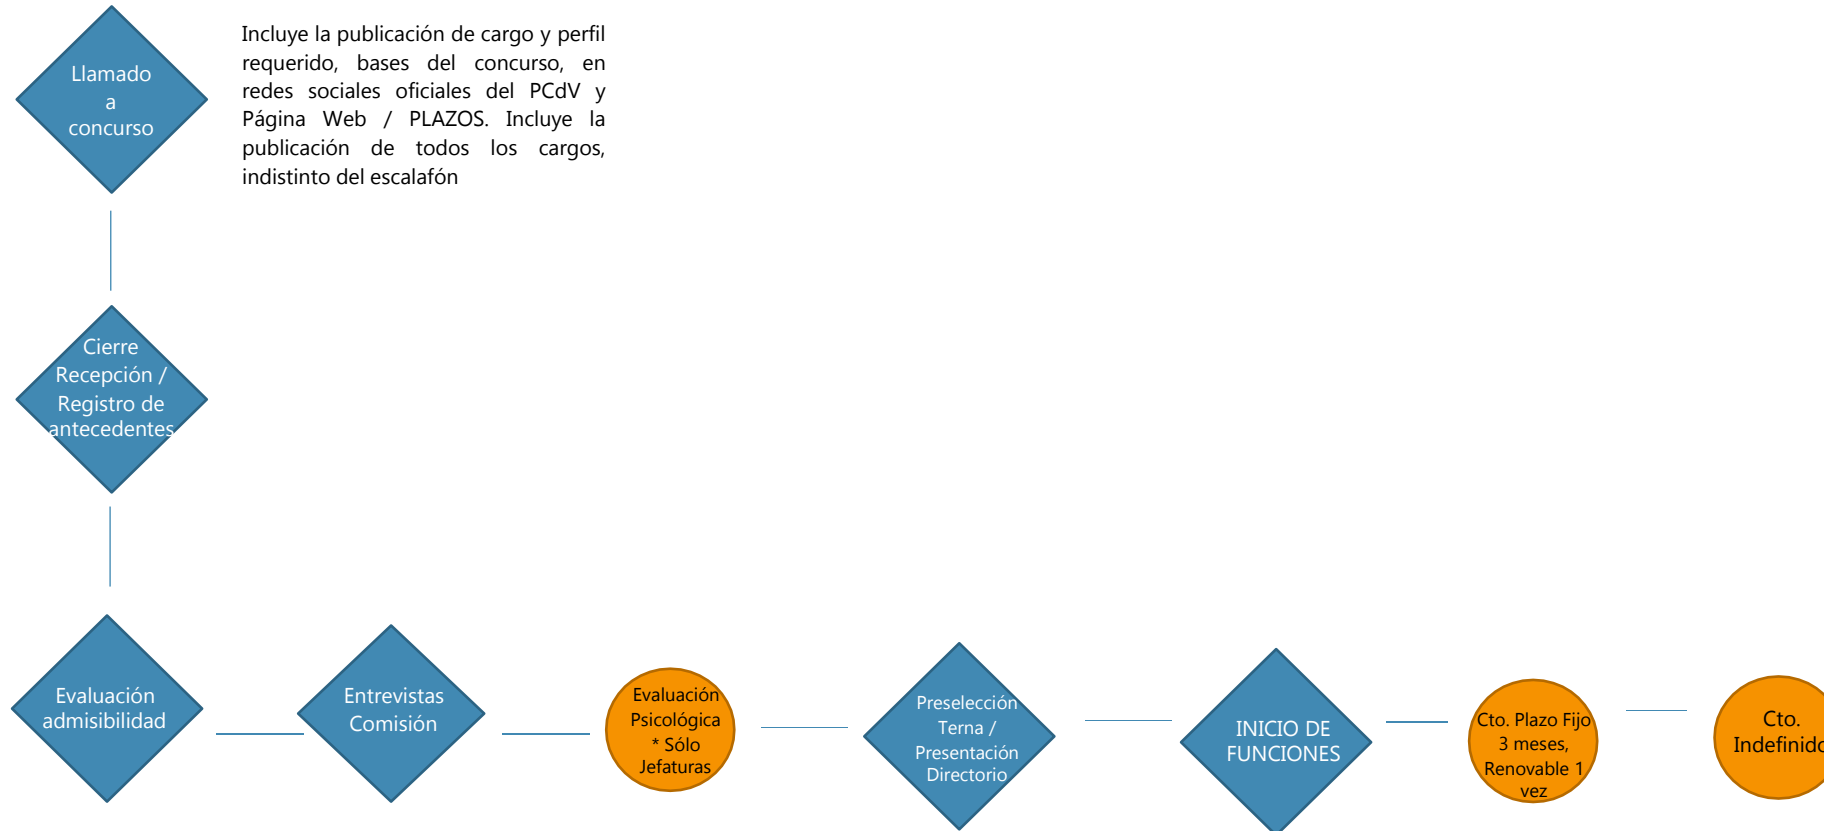 Llamado
a
concurso
Incluye la publicación de cargo y perfil
requerido, bases del concurso, en
redes sociales oficiales del PCdV y
Página Web / PLAZOS. Incluye la
publicación de todos los cargos,
indistinto del escalafón
Cierre
Recepción /
Registro de
antecedentes
Evaluación
admisibilidad
Entrevistas
Comisión
Evaluación
Psicológica
* Sólo
Jefaturas
Preselección
Terna /
Presentación
Directorio
INICIO DE
FUNCIONES
Cto. Plazo Fijo
3 meses,
Renovable 1
vez
Cto.
Indefinido